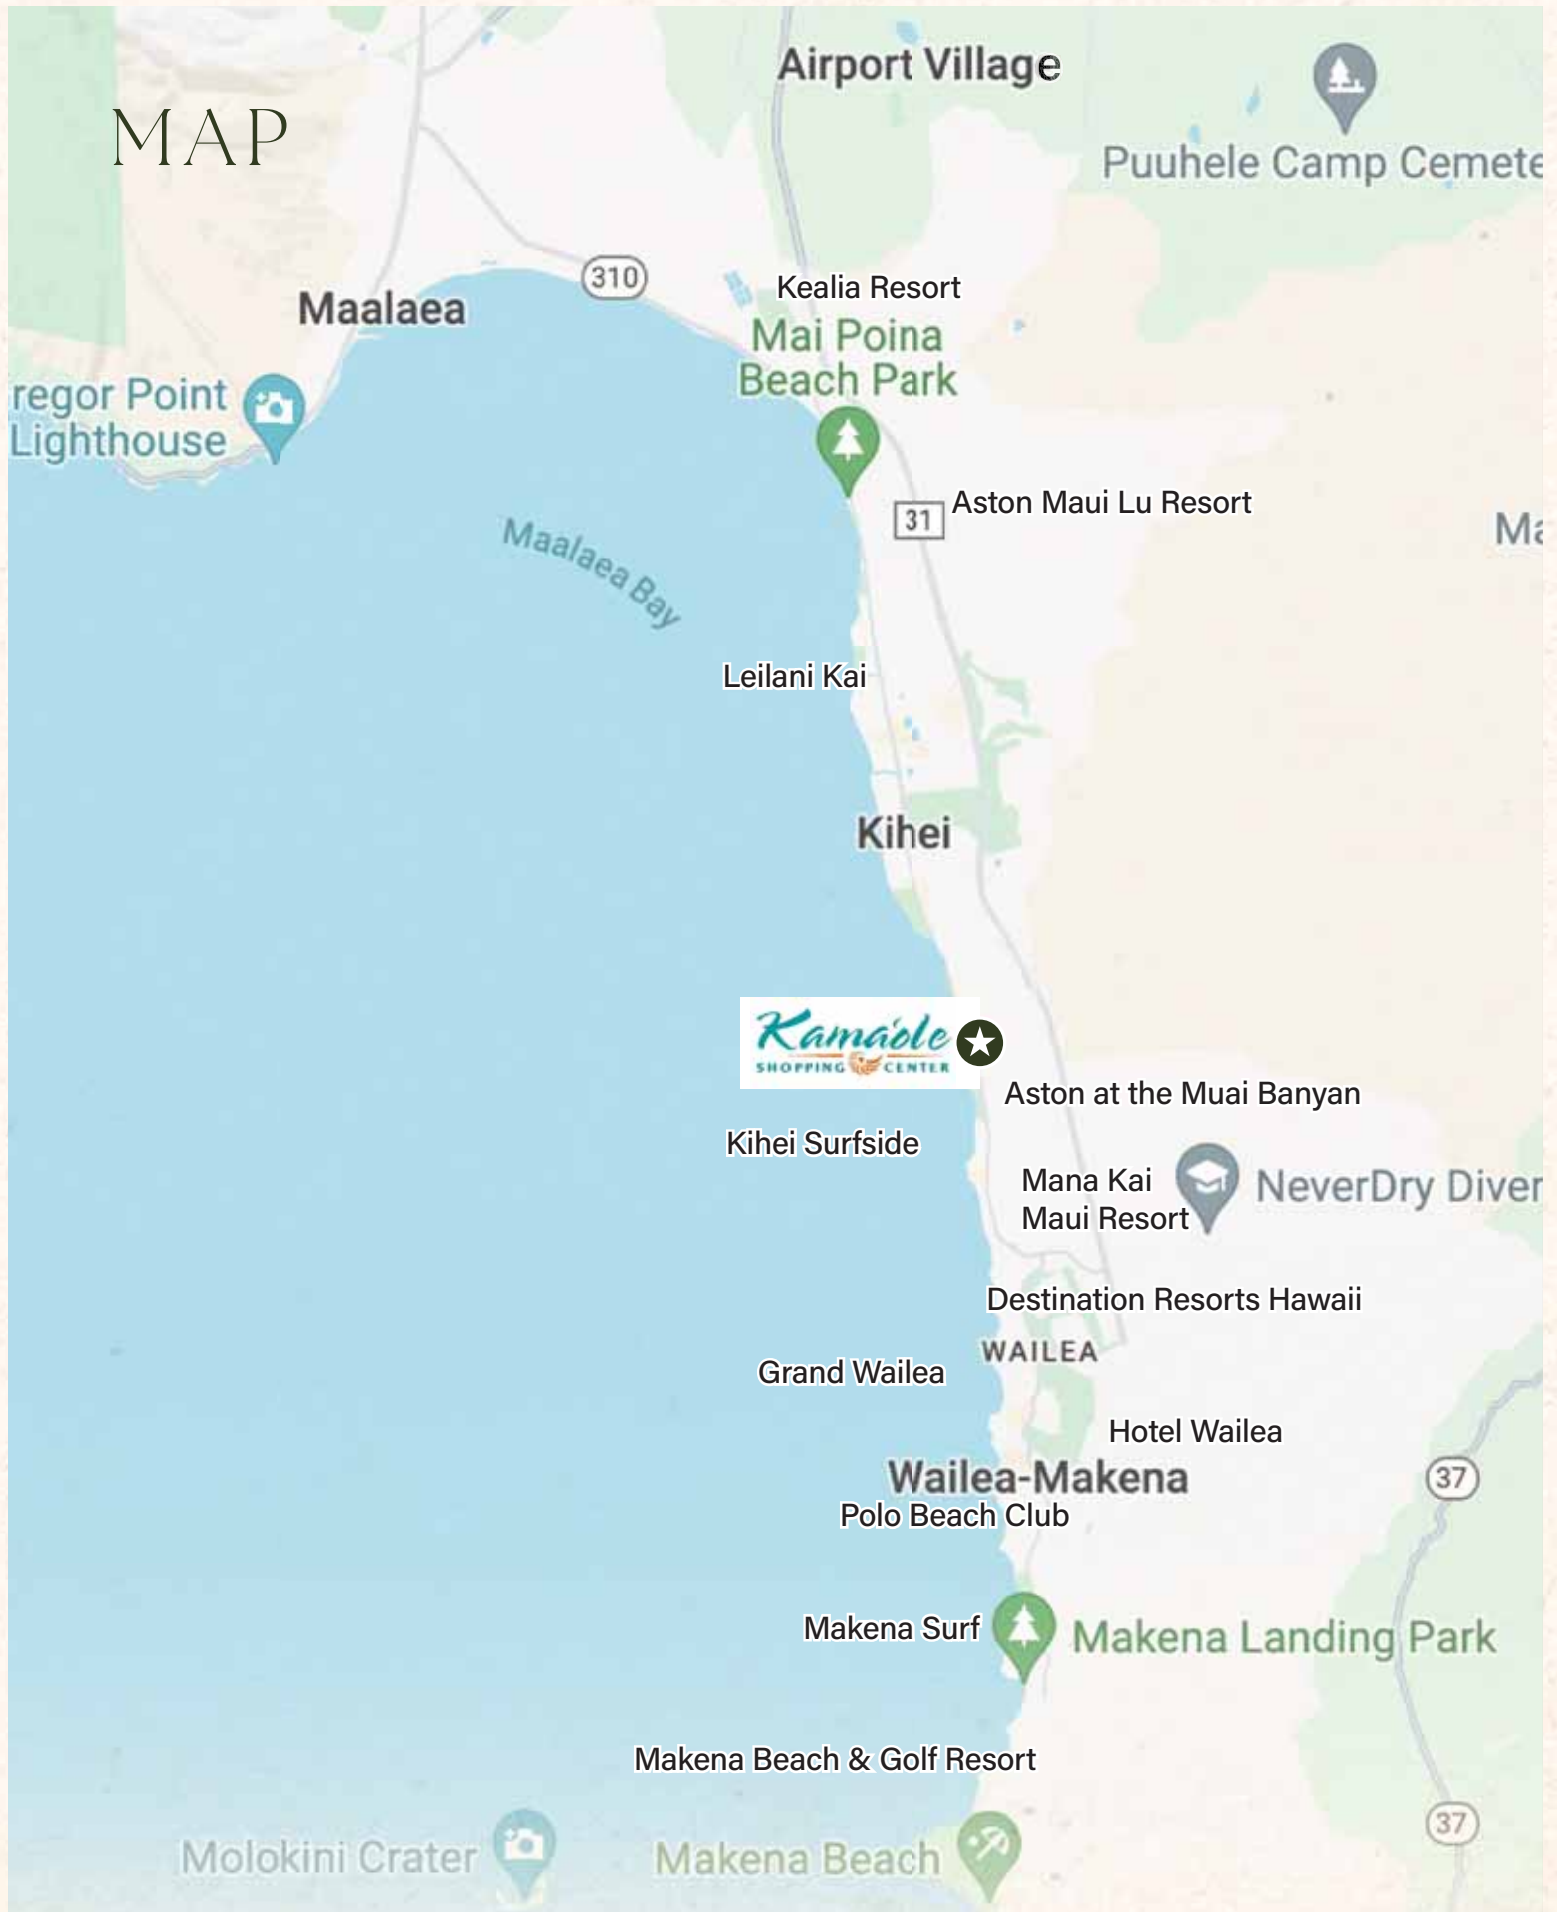 Airport Village
MAP
Puuhele Camp Cemete
310
Kealia Resort
Maalaea
Mai Poina
Beach Park
regor Point
Lighthouse
31
Aston Maui Lu Resort
Ma
Maalaea Bay
Leilani Kai
Kihei
Kama'ole
SHOPPING CENTER
Aston at the Muai Banyan
Kihei Surfside
Mana Kai
Maui Resort
NeverDry Diver
Destination Resorts Hawaii
WAILEA
Grand Wailea
Hotel Wailea
Wailea-Makena
37
Polo Beach Club
Makena Surf
Makena Landing Park
Makena Beach & Golf Resort
37
Molokini Crater
Makena Beach